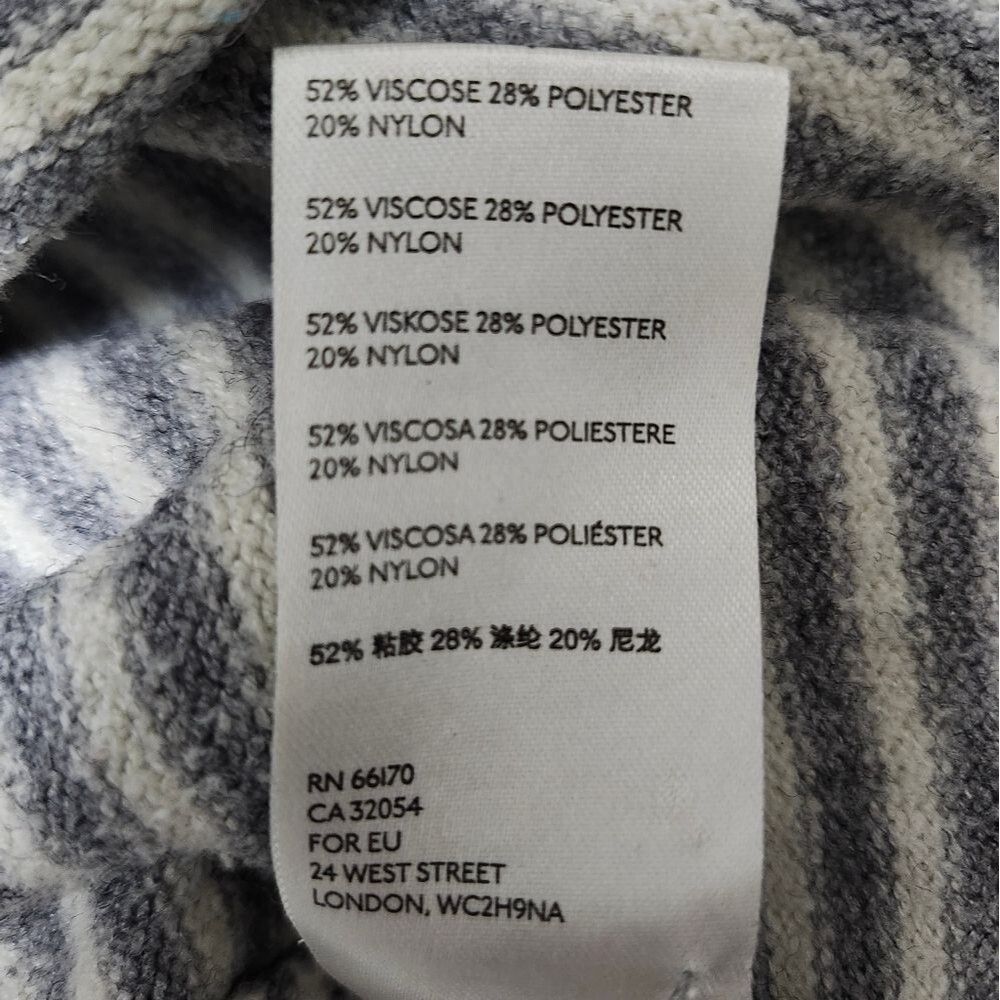 52% VISCOSE 28% POLYESTER
20% NYLON
52% VISCOSE 28% POLYESTER
20% NYLON
52% VISKOSE 28% POLYESTER
20% NYLON
52% VISCOSA 28% POLIESTERE
20% NYLON
52% VISCOSA 28% POLIÉSTER
20% NYLON
52% 粘胶 28% 涤纶 20% 尼龙
RN 66170
CA 32054
FOR EU
24 WEST STREET
LONDON, WC2H9NA